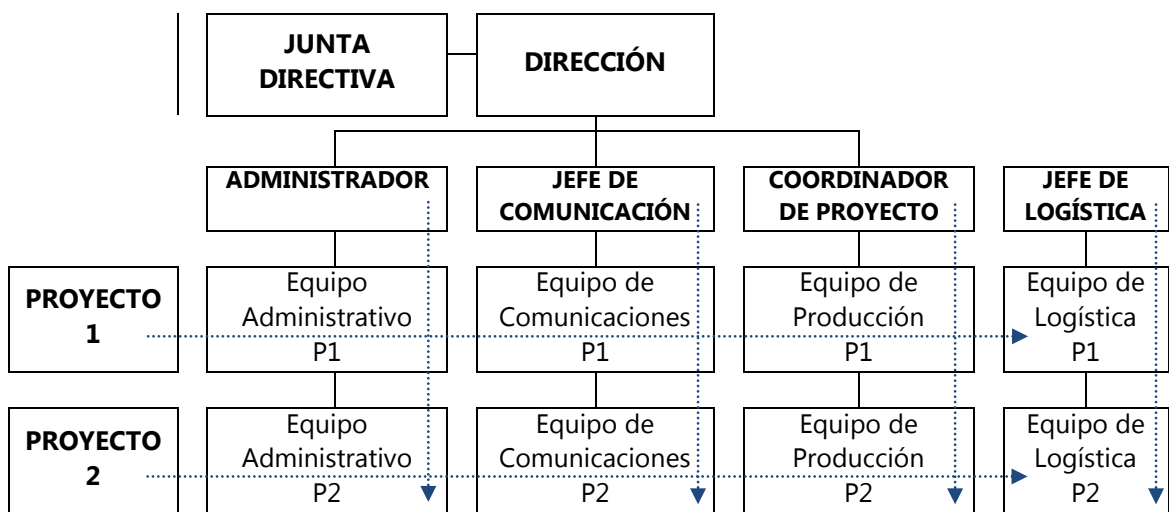 JUNTA
DIRECTIVA
DIRECCIÓN
ADMINISTRADOR
JEFE DE
COMUNICACIÓN
COORDINADOR
DE PROYECTO
JEFE DE
LOGÍSTICA
PROYECTO
1
Equipo
Administrativo
P1
Equipo de
Comunicaciones
P1
Equipo de
Producción
P1
Equipo de
Logística
P1
PROYECTO
2
Equipo
Administrativo
P2
Equipo de
Comunicaciones
P2
Equipo de
Producción
P2
Equipo de
Logística
P2